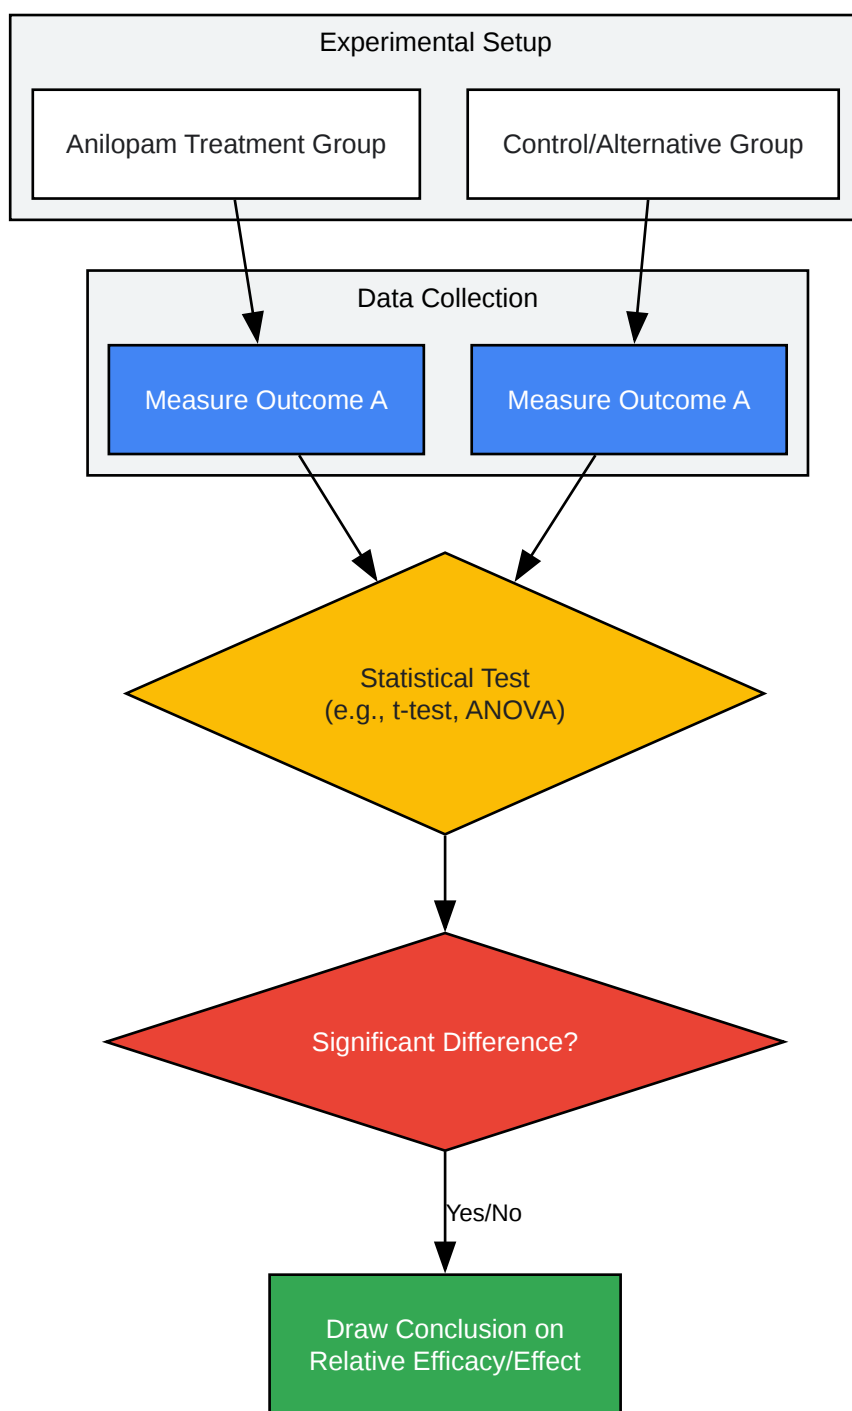 Experimental Setup
Anilopam Treatment Group
Control/Alternative Group
Data Collection
Measure Outcome A
Measure Outcome A
Statistical Test
(e.g., t-test, ANOVA)
Significant Difference?
Yes/No
Draw Conclusion on
Relative Efficacy/Effect